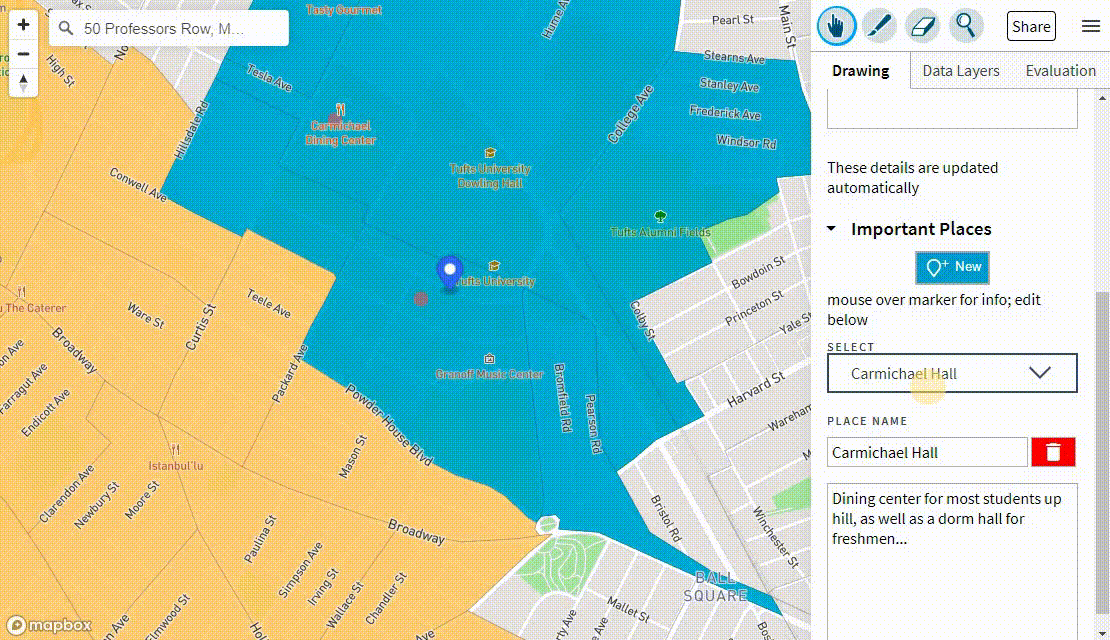 +
−
50 Professors Row, M...
Tasty Gourmet
Hume Ave
Pearl St
Main St
Stearns Ave
High St
Tesla Ave
Stanley Ave
College Ave
Frederick Ave
Hillsdale Rd
Carmichael
Dining Center
Windsor Rd
Tufts University
Dowling Hall
Conwell Ave
Tufts Alumni Fields
Bowdoin St
Tufts University
u The Caterer
Ware St
Teele Ave
Curtis St
Princeton St
Yale St
Colby St
Broadway
Farragut Ave
Endicott Ave
Packard Ave
Granoff Music Center
Bromfield Rd
Pearson Rd
Harvard St
Powder House Blvd
Istanbul'lu
Mason St
Clarendon Ave
Newbury St
Moore St
Broadway
Bristol Rd
Winchester St
Paulina St
Simpson Ave
Irving St
Wallace St
Chandler St
BALL
SQUARE
Mallet St
Elmwood St
mapbox
Share
Drawing
Data Layers
Evaluation
These details are updated
automatically
Important Places
New
mouse over marker for info; edit
below
SELECT
Carmichael Hall
PLACE NAME
Carmichael Hall
Dining center for most students up
hill, as well as a dorm hall for
freshmen...